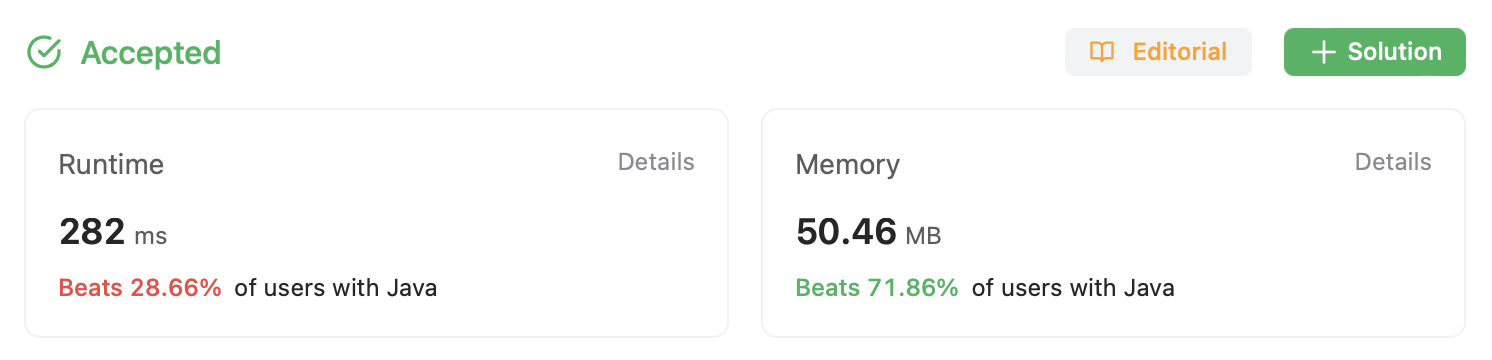 Accepted
Editorial
+ Solution
Runtime
Details
282 ms
Beats 28.66% of users with Java
Memory
Details
50.46 MB
Beats 71.86% of users with Java